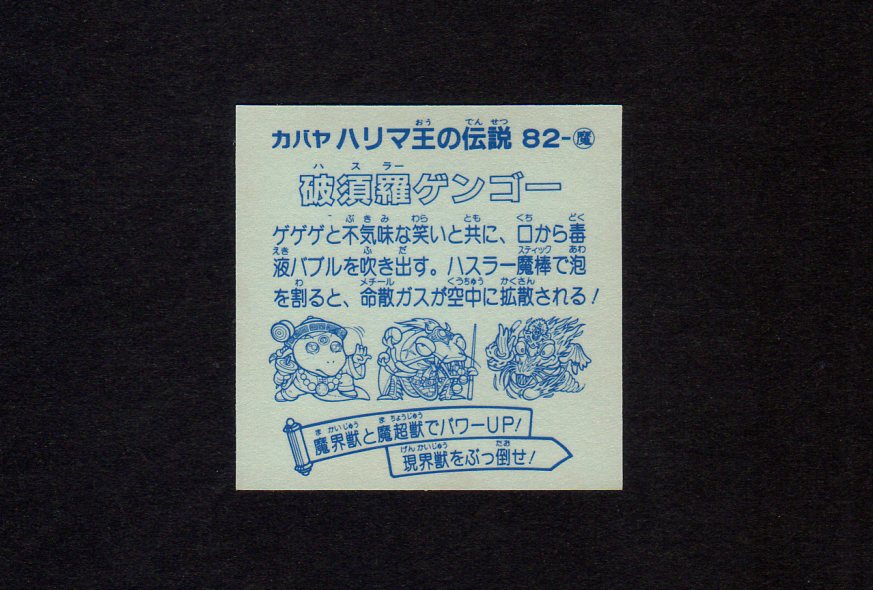 カバヤ ハリマ王の伝説 82-魔
破須羅ゲンゴー
ゲゲゲと不気味な笑いと共に、口から毒
液バブルを吹き出す。ハスラー魔棒で泡
を割ると、命散ガスが空中に拡散される!
魔界獣と魔超獣でパワーUP!
現界獣をぶっ倒せ!